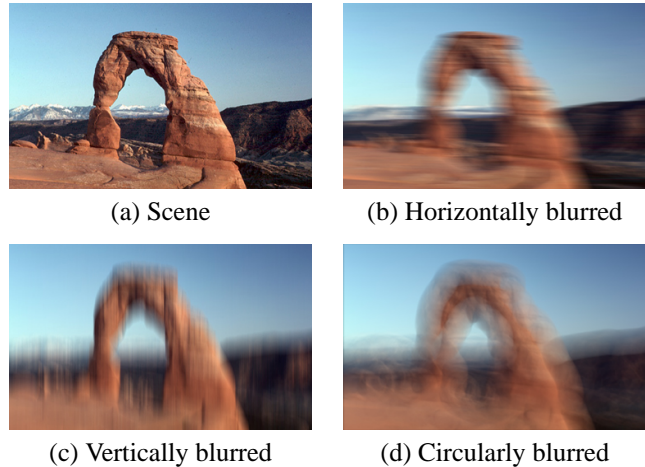 (a) Scene
(b) Horizontally blurred
(c) Vertically blurred
(d) Circularly blurred